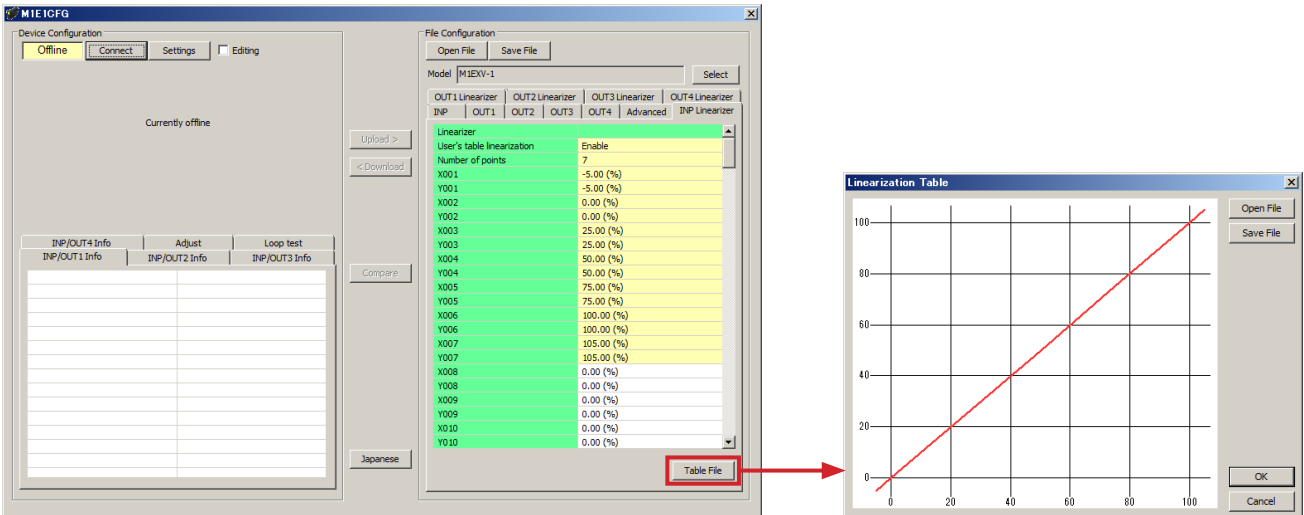 M1E1CFG
Device Configuration
Offline
Connect
Settings
Editing
Currently offline
INP/OUT4 Info
Adjust
Loop test
INP/OUT1 Info
INP/OUT2 Info
INP/OUT3 Info
Upload >
< Download
Compare
Japanese
File Configuration
Open File
Save File
Model
M1EXV-1
Select
OUT1 Linearizer
OUT2 Linearizer
OUT3 Linearizer
OUT4 Linearizer
INP
OUT1
OUT2
OUT3
OUT4
Advanced
INP Linearizer
Linearizer
User's table linearization Enable
Number of points 7
X001 -5.00 (%)
Y001 -5.00 (%)
X002 0.00 (%)
Y002 0.00 (%)
X003 25.00 (%)
Y003 25.00 (%)
X004 50.00 (%)
Y004 50.00 (%)
X005 75.00 (%)
Y005 75.00 (%)
X006 100.00 (%)
Y006 100.00 (%)
X007 105.00 (%)
Y007 105.00 (%)
X008 0.00 (%)
Y008 0.00 (%)
X009 0.00 (%)
Y009 0.00 (%)
X010 0.00 (%)
Y010 0.00 (%)
Table File
Linearization Table
Open File
Save File
100
80
60
40
20
0
0 20 40 60 80 100
OK
Cancel